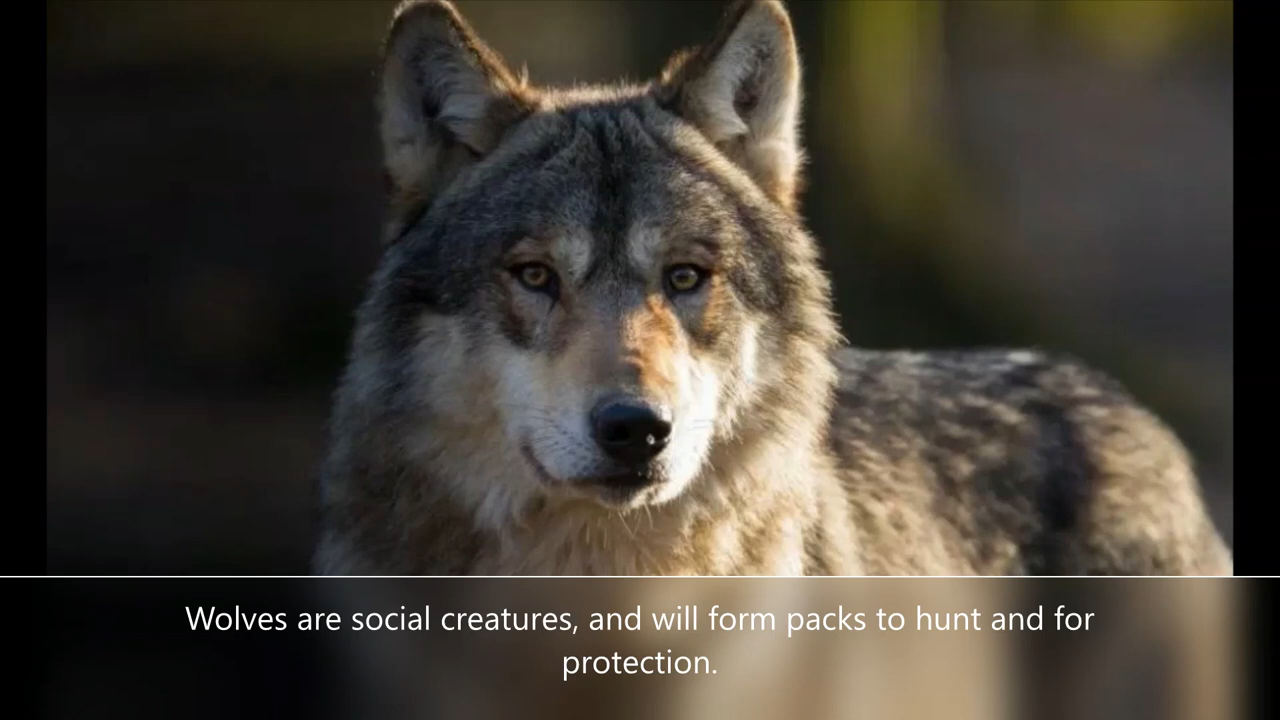 Wolves are social creatures, and will form packs to hunt and for
protection.